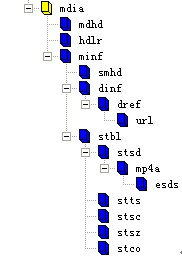 mdia
mdhd
hdlr
minf
smhd
dinf
dref
url
stbl
stsd
mp4a
esds
stts
stsc
stsz
stco